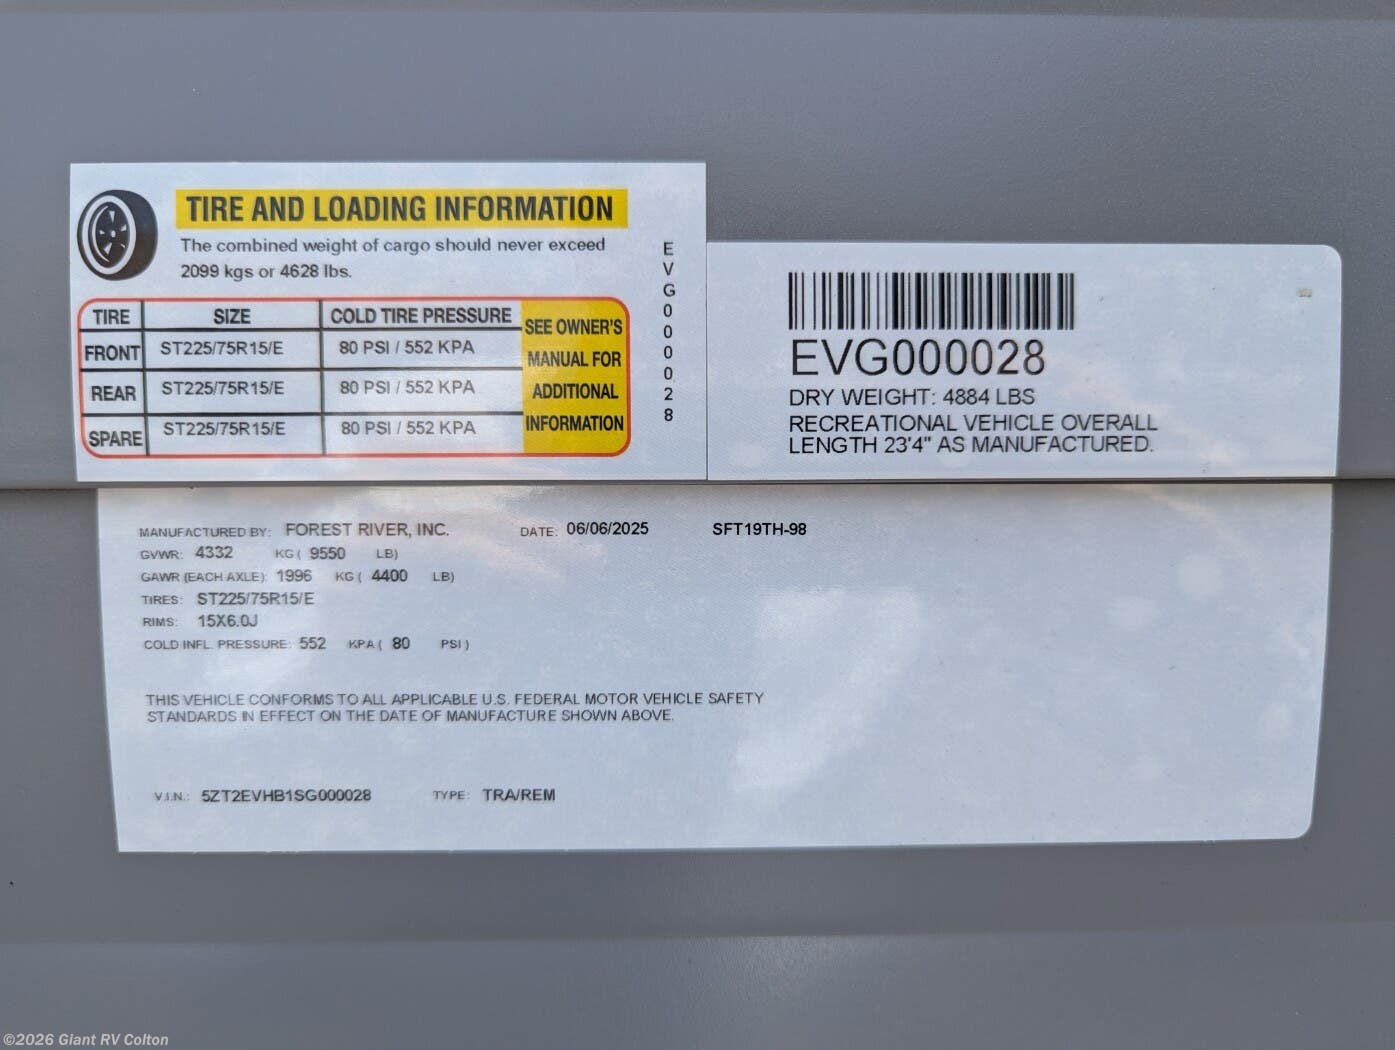 TIRE AND LOADING INFORMATION
The combined weight of cargo should never exceed
2099 kgs or 4628 lbs.
TIRE SIZE COLD TIRE PRESSURE
FRONT ST225/75R15/E 80 PSI / 552 KPA
REAR ST225/75R15/E 80 PSI / 552 KPA
SPARE ST225/75R15/E 80 PSI / 552 KPA
SEE OWNER'S
MANUAL FOR
ADDITIONAL
INFORMATION
EVG000028
EVG000028
DRY WEIGHT: 4884 LBS
RECREATIONAL VEHICLE OVERALL
LENGTH 23'4" AS MANUFACTURED.
MANUFACTURED BY: FOREST RIVER, INC. DATE: 06/06/2025 SFT19TH-98
GVWR: 4332 KG ( 9550 LB)
GAWR (EACH AXLE): 1996 KG ( 4400 LB)
TIRES: ST225/75R15/E
RIMS: 15X6.0J
COLD INFL. PRESSURE: 552 KPA ( 80 PSI )
THIS VEHICLE CONFORMS TO ALL APPLICABLE U.S. FEDERAL MOTOR VEHICLE SAFETY
STANDARDS IN EFFECT ON THE DATE OF MANUFACTURE SHOWN ABOVE.
V.I.N.: 5ZT2EVHB1SG000028 TYPE: TRA/REM
©2026 Giant RV Colton